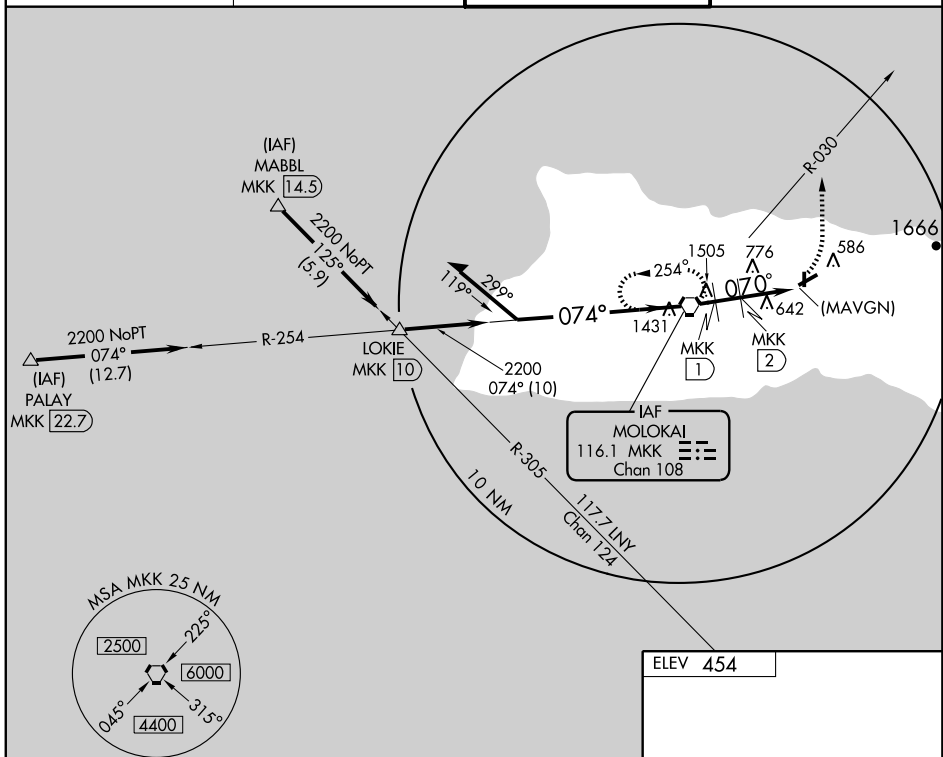 (IAF)
MABBL
MKK 14.5
2200 NoPT
125°
(5.9)
R-030
1666
586
776
1505
254°
299°
119°
074°
070°
1431
642
(MAVGN)
MKK
1
MKK
2
2200 NoPT
074°
(12.7)
R-254
(IAF)
PALAY
MKK 22.7
LOKIE
MKK 10
2200
074° (10)
IAF
MOLOKAI
116.1 MKK
Chan 108
R-305
10 NM
117.7 LNY
Chan 124
MSA MKK 25 NM
225°
2500
6000
045°
315°
4400
ELEV 454